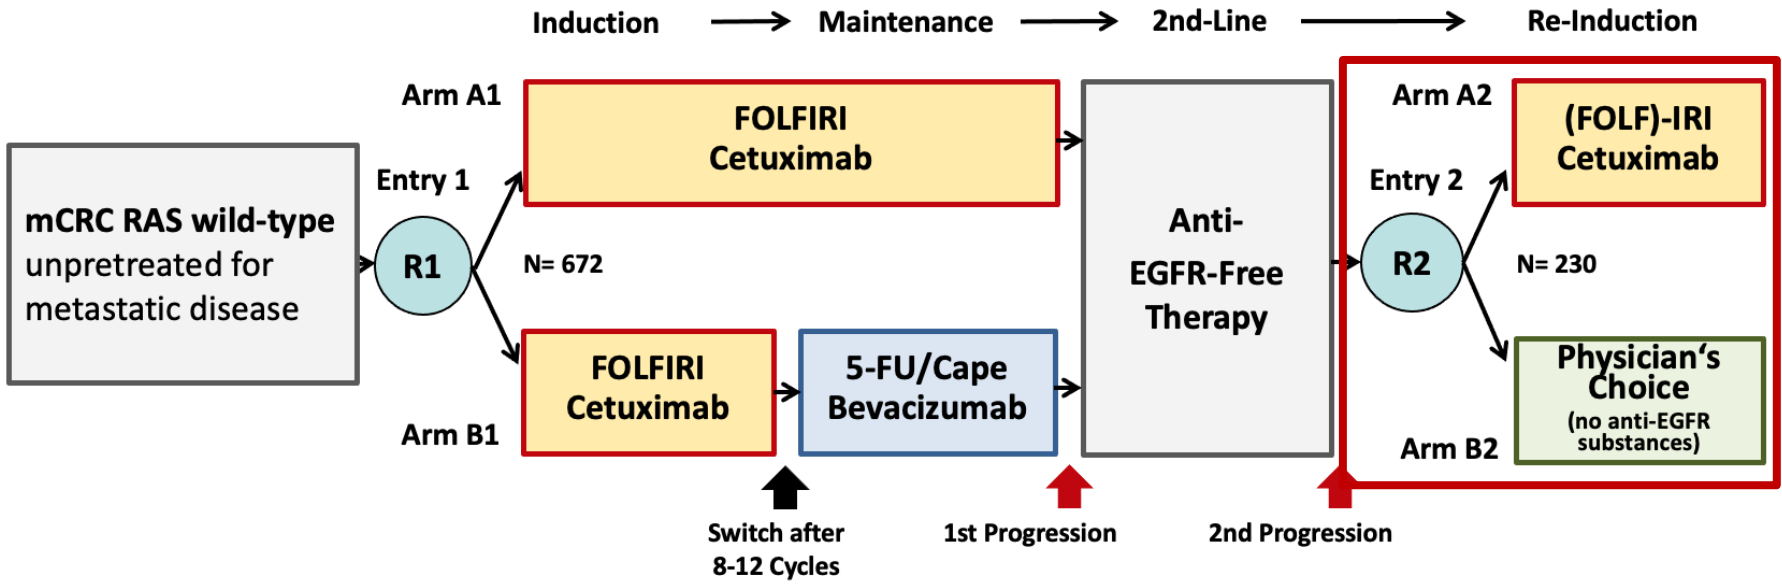 Induction
Maintenance
2nd-Line
Re-Induction
mCRC RAS wild-type
unpretreated for
metastatic disease
Entry 1
R1
N= 672
Arm A1
FOLFIRI
Cetuximab
Arm B1
FOLFIRI
Cetuximab
5-FU/Cape
Bevacizumab
Switch after
8-12 Cycles
1st Progression
Anti-
EGFR-Free
Therapy
2nd Progression
Entry 2
R2
N= 230
Arm A2
(FOLF)-IRI
Cetuximab
Arm B2
Physician‘s
Choice
(no anti-EGFR
substances)